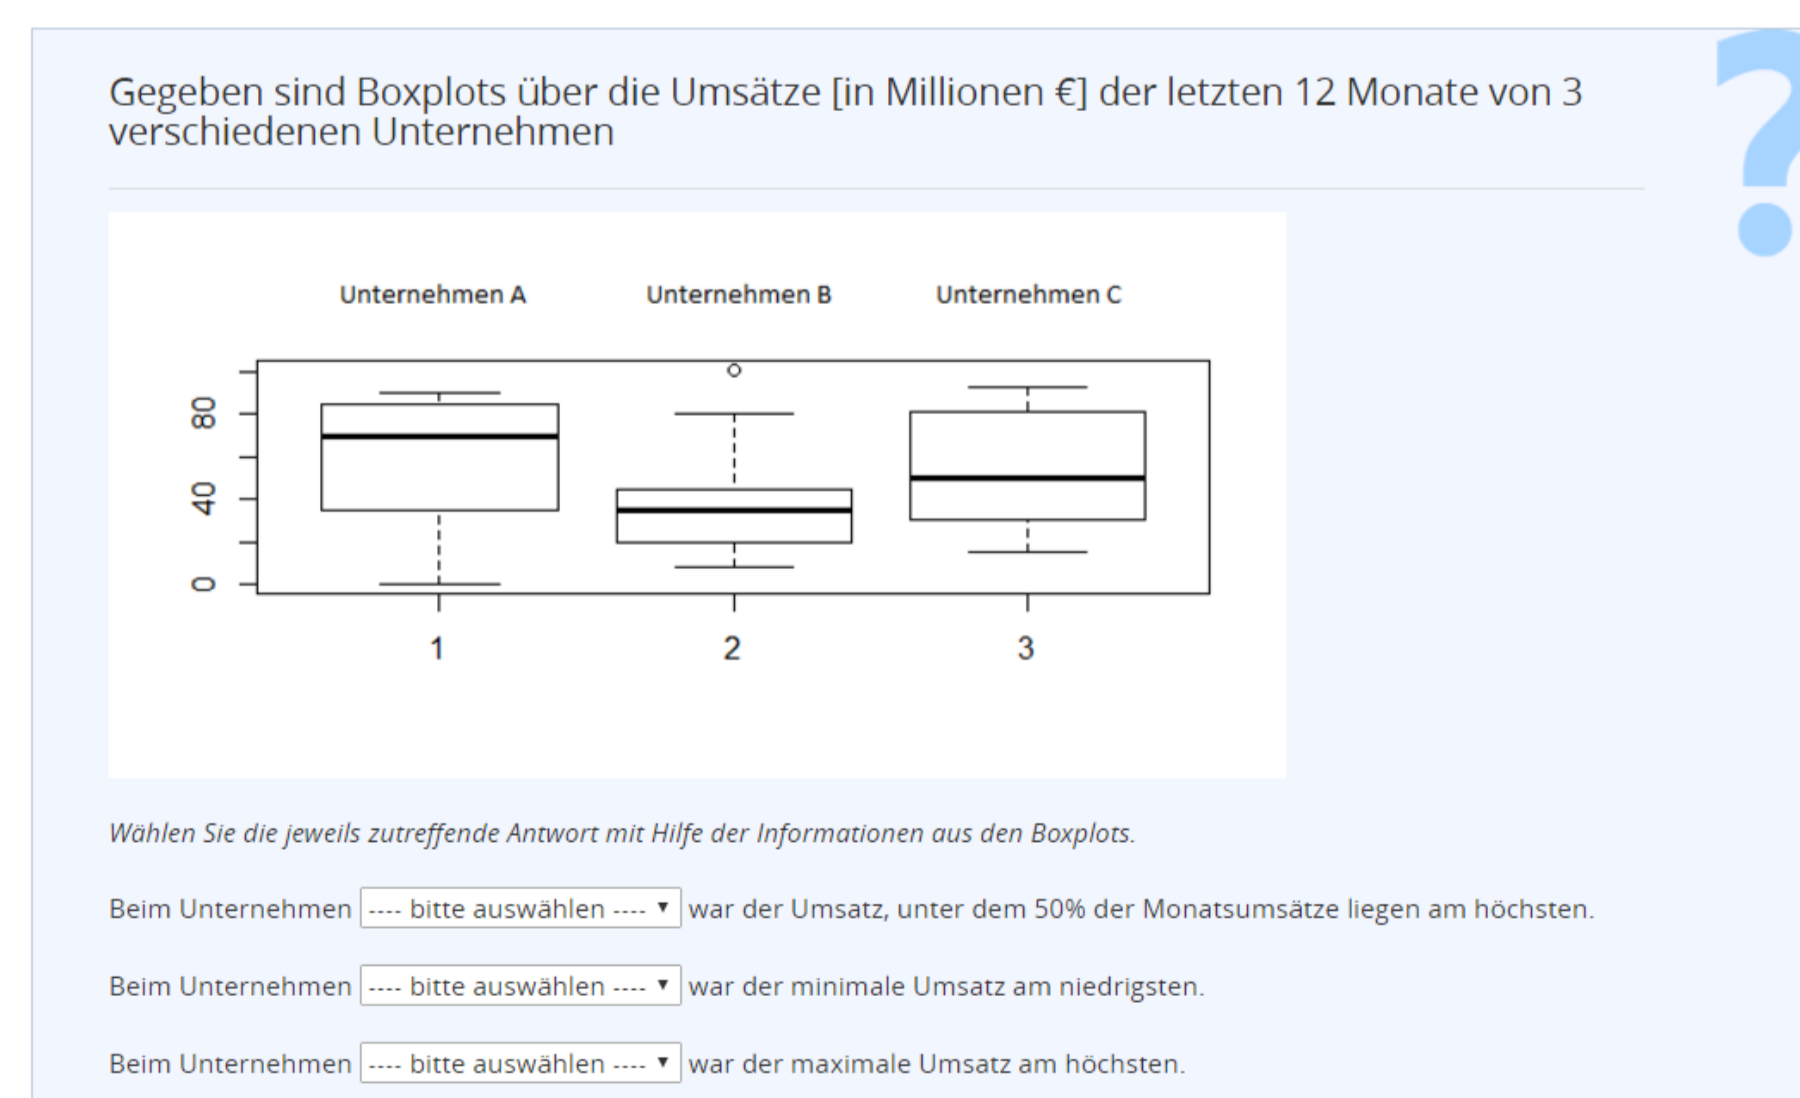 Gegeben sind Boxplots über die Umsätze [in Millionen €] der letzten 12 Monate von 3
verschiedenen Unternehmen
?
Unternehmen A Unternehmen B Unternehmen C
80
40
0
1 2 3
Wählen Sie die jeweils zutreffende Antwort mit Hilfe der Informationen aus den Boxplots.
Beim Unternehmen ---- bitte auswählen ---- war der Umsatz, unter dem 50% der Monatsumsätze liegen am höchsten.
Beim Unternehmen ---- bitte auswählen ---- war der minimale Umsatz am niedrigsten.
Beim Unternehmen ---- bitte auswählen ---- war der maximale Umsatz am höchsten.